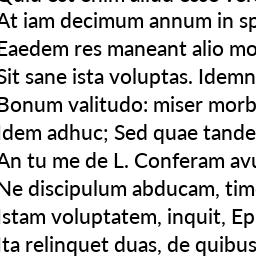 At iam decimum annum in sp
Eaedem res maneant alio mo
Sit sane ista voluptas. Idemn
Bonum valitudo: miser morb
Idem adhuc; Sed quae tande
An tu me de L. Conferam avu
Ne discipulum abducam, tim
Istam voluptatem, inquit, Ep
Ita relinquet duas, de quibus